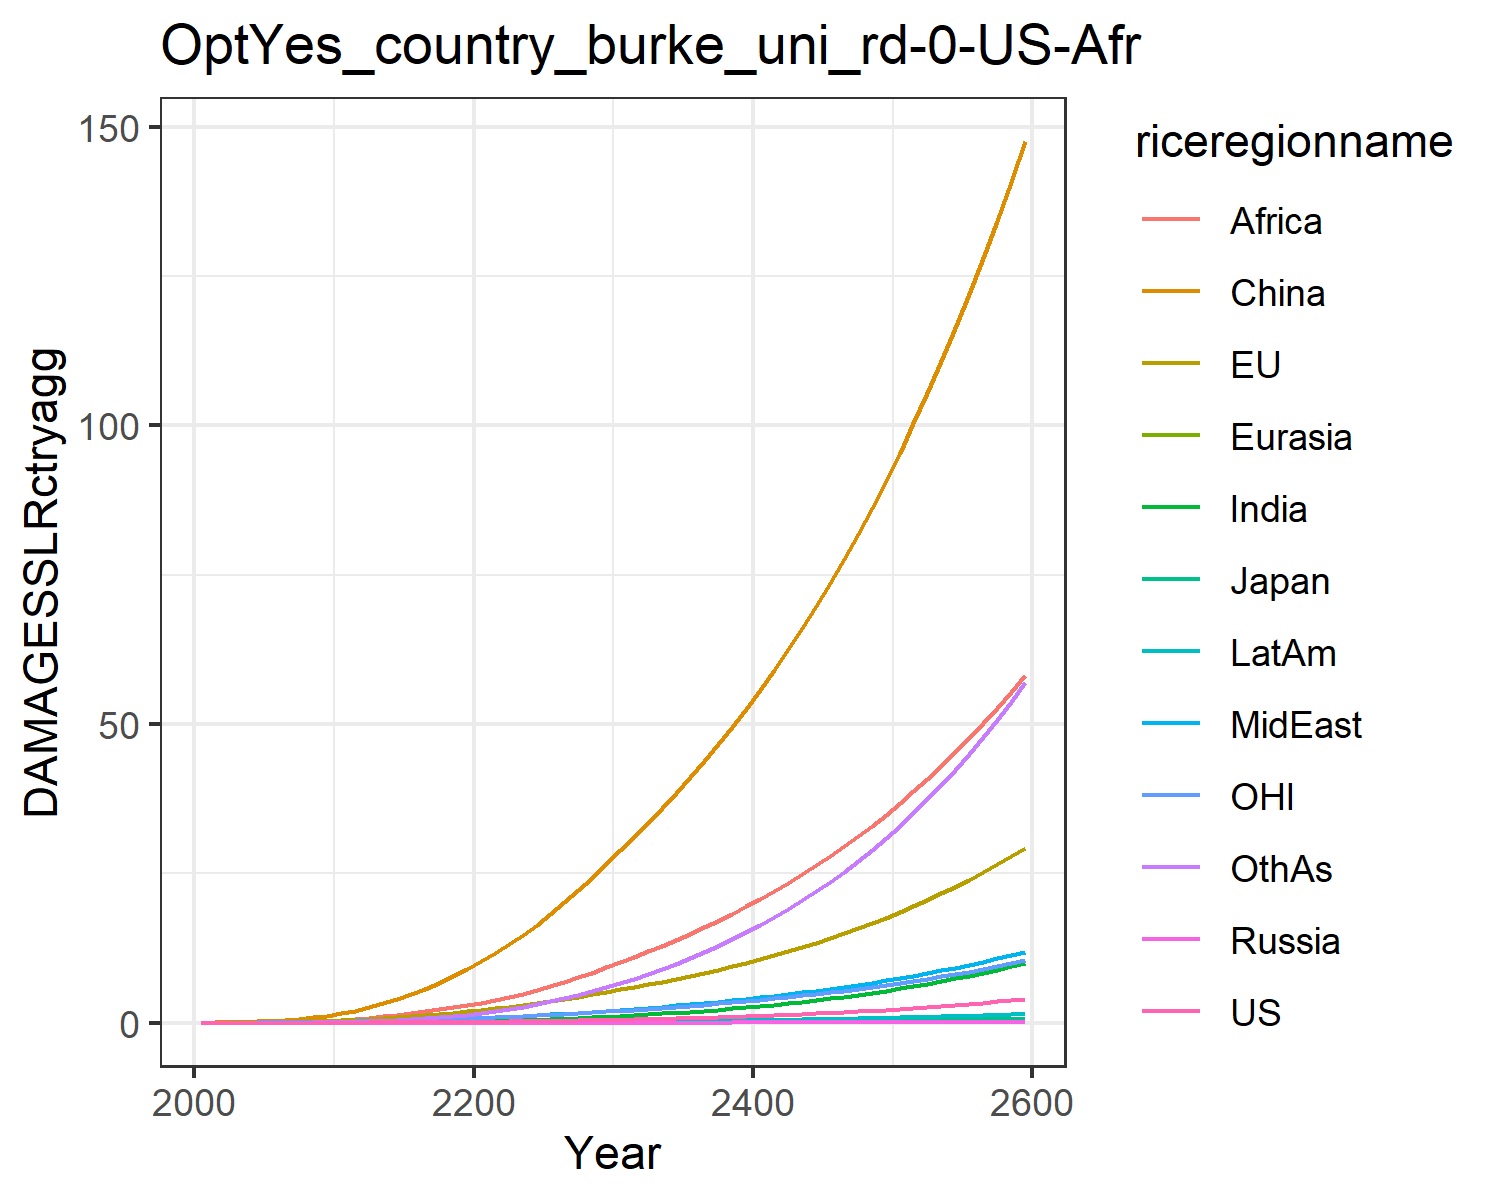 OptYes_country_burke_uni_rd-0-US-Afr
150
100
50
0
DAMAGESSLRctryagg
2000 2200 2400 2600
Year
riceregionname
Africa
China
EU
Eurasia
India
Japan
LatAm
MidEast
OHI
OthAs
Russia
US